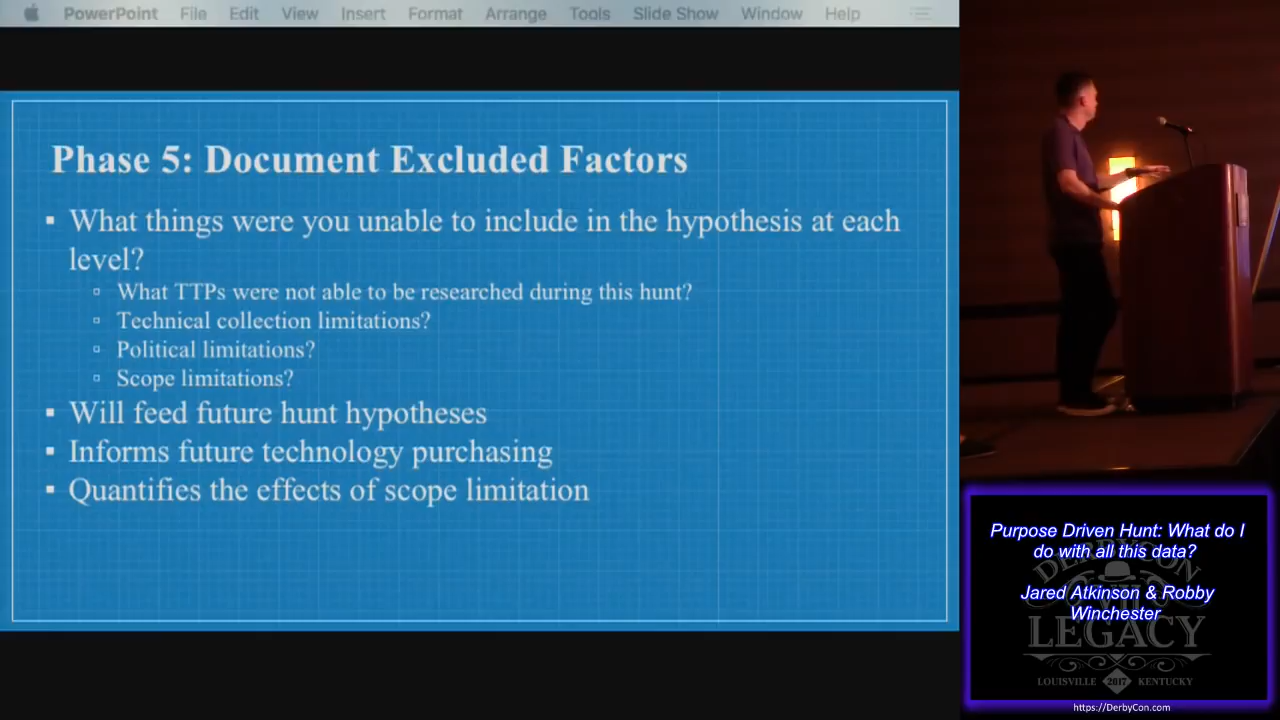 PowerPoint File Edit View Insert Format Arrange Tools Slide Show Window Help
Phase 5: Document Excluded Factors
▪ What things were you unable to include in the hypothesis at each
level?
▫ What TTPs were not able to be researched during this hunt?
▫ Technical collection limitations?
▫ Political limitations?
▫ Scope limitations?
▪ Will feed future hunt hypotheses
▪ Informs future technology purchasing
▪ Quantifies the effects of scope limitation
Purpose Driven Hunt: What do I
do with all this data?
Jared Atkinson & Robby
Winchester
DERBYCON
LEGACY
LOUISVILLE 2017 KENTUCKY
https://DerbyCon.com